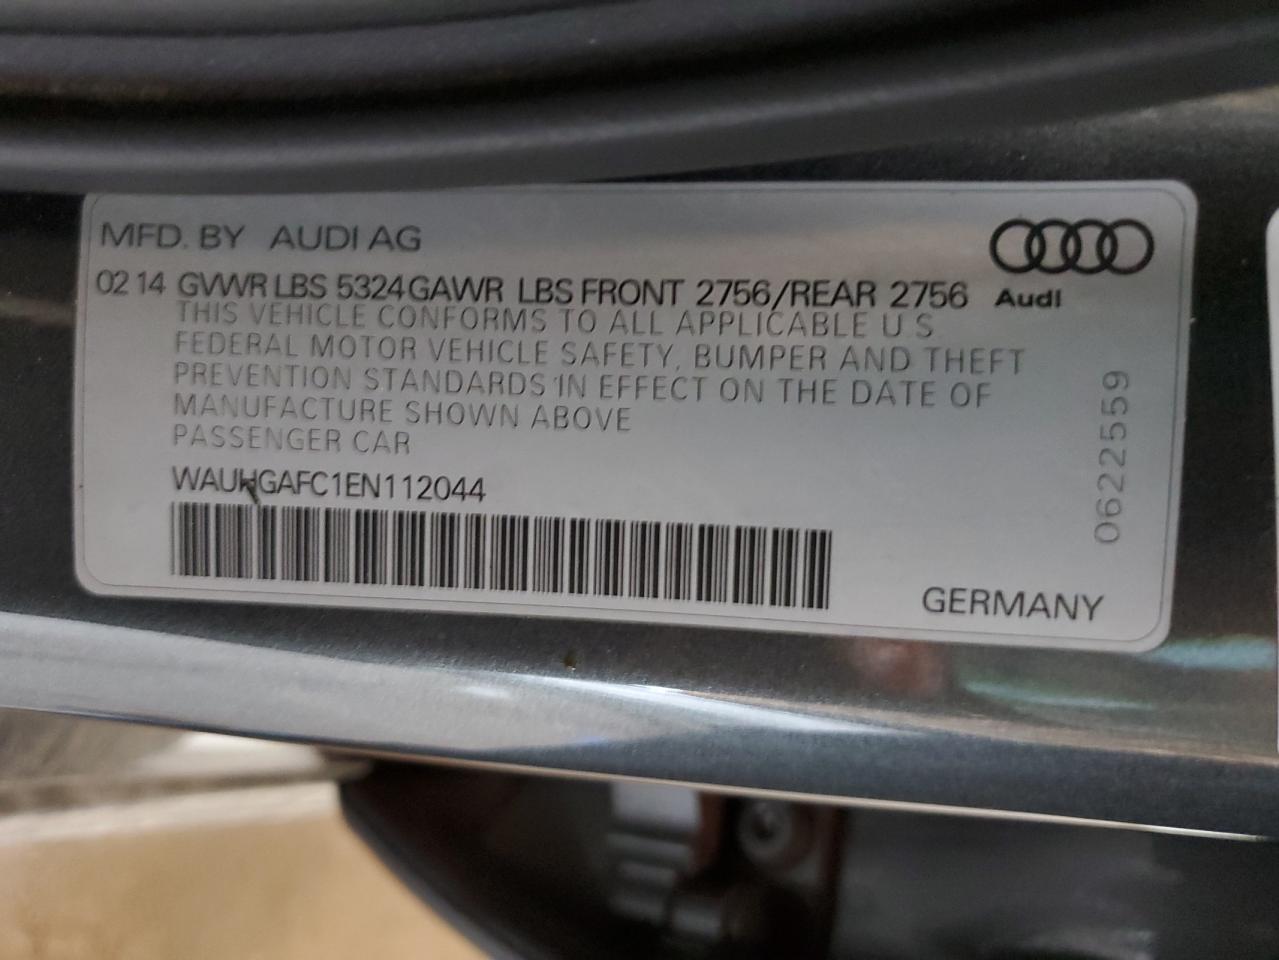 MFD. BY AUDI AG
02 14 GVWR LBS 5324 GAWR LBS FRONT 2756/REAR 2756
Audi
THIS VEHICLE CONFORMS TO ALL APPLICABLE U S
FEDERAL MOTOR VEHICLE SAFETY, BUMPER AND THEFT
PREVENTION STANDARDS IN EFFECT ON THE DATE OF
MANUFACTURE SHOWN ABOVE
PASSENGER CAR
WAUHGAFC1EN112044
GERMANY
0622559